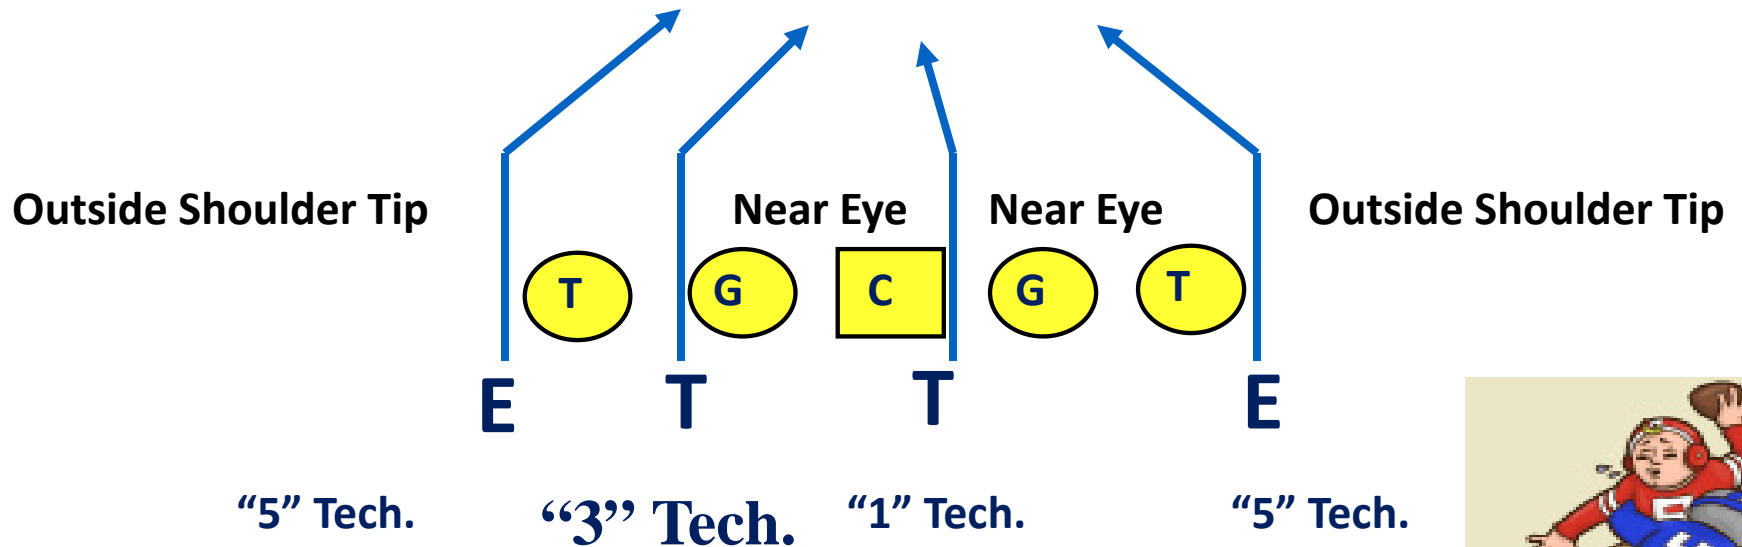 Outside Shoulder Tip Near Eye Near Eye Outside Shoulder Tip
T G C G T
E T T E
“5” Tech. “3” Tech. “1” Tech. “5” Tech.